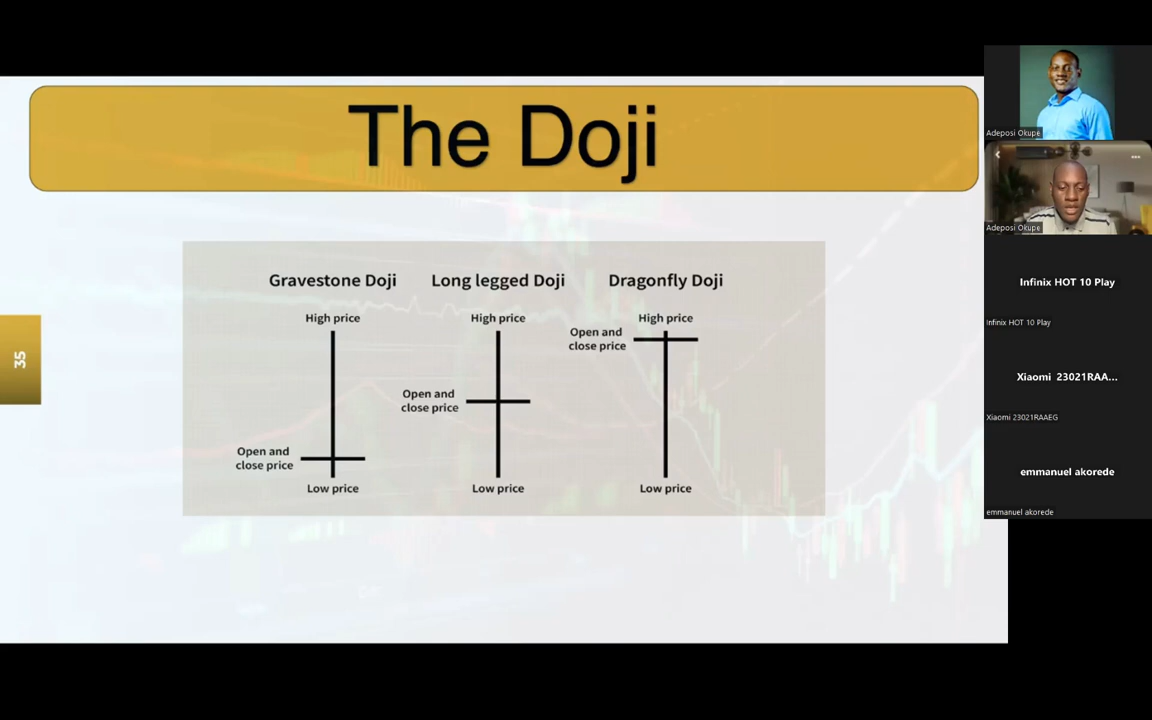 The Doji
Gravestone Doji
Long legged Doji
Dragonfly Doji
High price
High price
High price
Open and
close price
Open and
close price
Open and
close price
Low price
Low price
Low price
35
Adeposi Okupe
Adeposi Okupe
Infinix HOT 10 Play
Infinix HOT 10 Play
Xiaomi 23021RAA...
Xiaomi 23021RAAEG
emmanuel akorede
emmanuel akorede